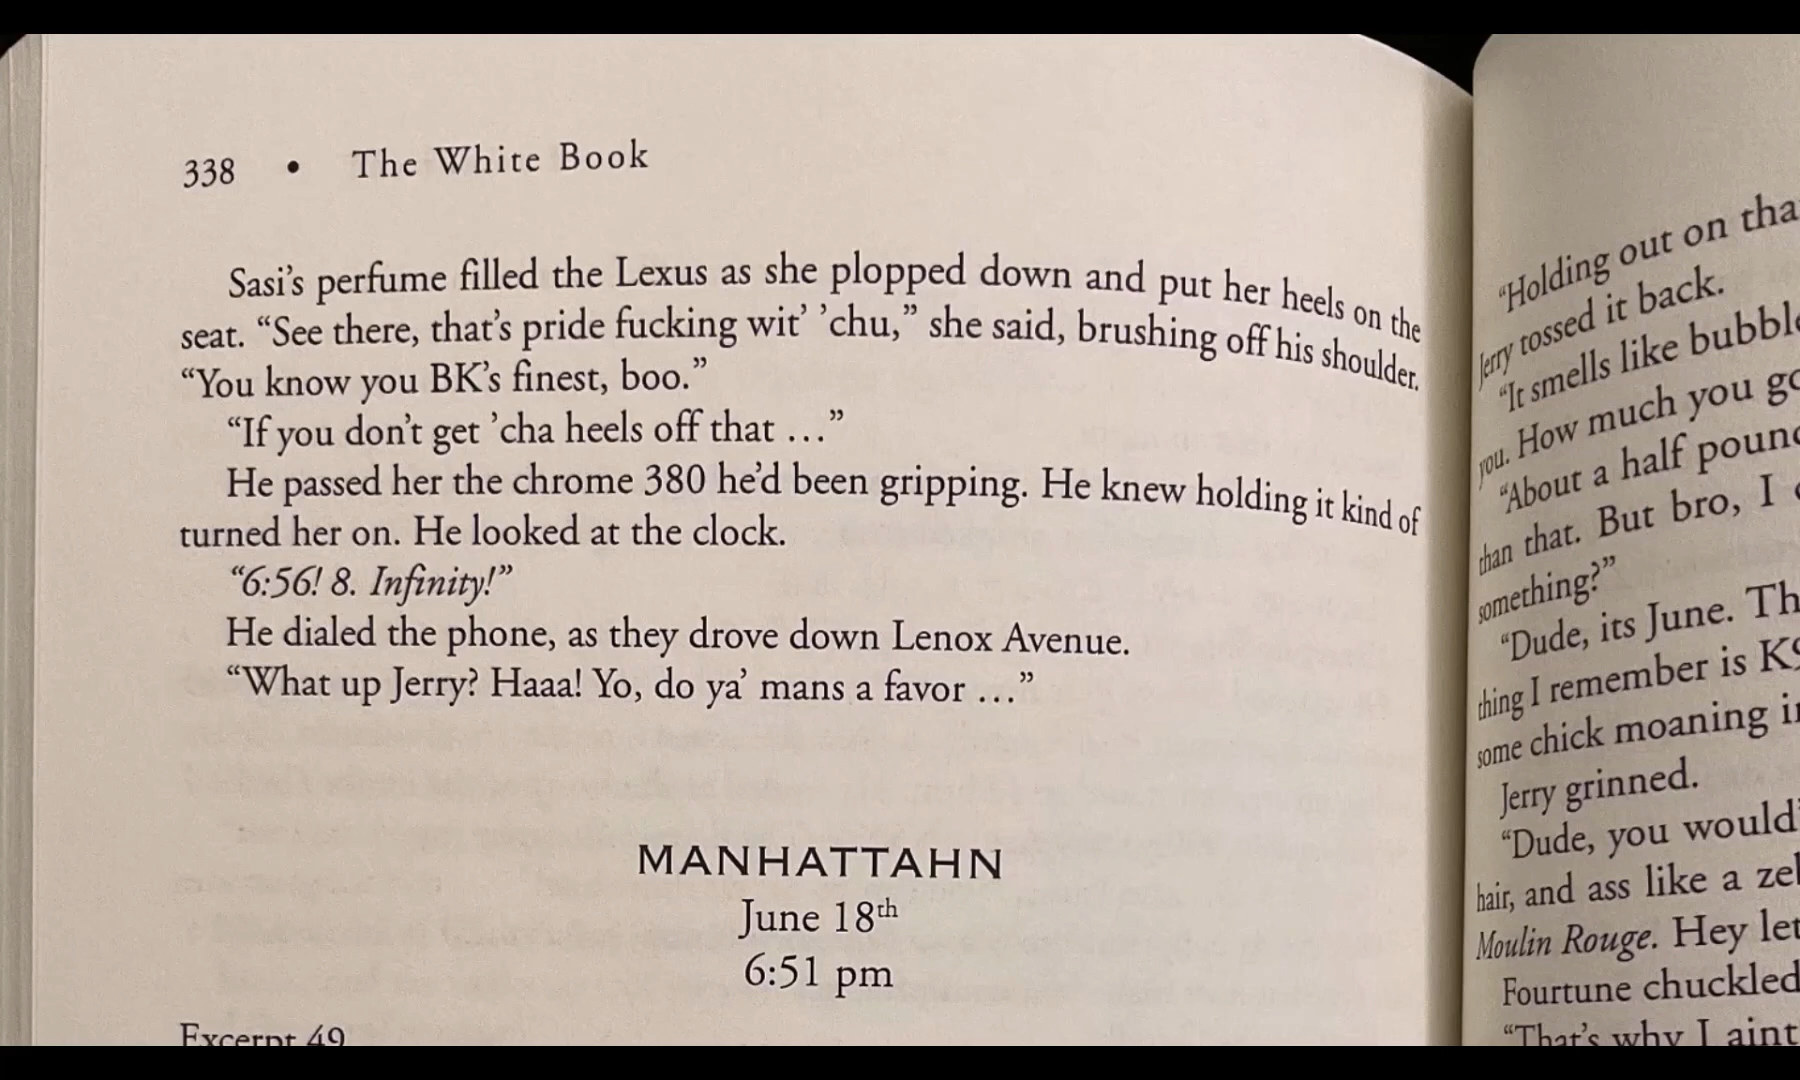 338 • The White Book
Sasi's perfume filled the Lexus as she plopped down and put her heels on the
seat. “See there, that's pride fucking wit' 'chu,” she said, brushing off his shoulder.
“You know you BK's finest, boo.”
“If you don't get 'cha heels off that …”
He passed her the chrome 380 he'd been gripping. He knew holding it kind of
turned her on. He looked at the clock.
“6:56! 8. Infinity!”
He dialed the phone, as they drove down Lenox Avenue.
“What up Jerry? Haaa! Yo, do ya' mans a favor …”
MANHATTAHN
June 18th
6:51 pm
Excerpt 49
“Holding out on
Jerry tossed it back.
“It smells like
you. How much you
“About a half
than that. But bro, I
something?”
“Dude, its June.
thing I remember is
some chick moaning
Jerry grinned.
“Dude, you
hair, and ass like a
Moulin Rouge. Hey
Fourtune chuckled
“That's why I aint